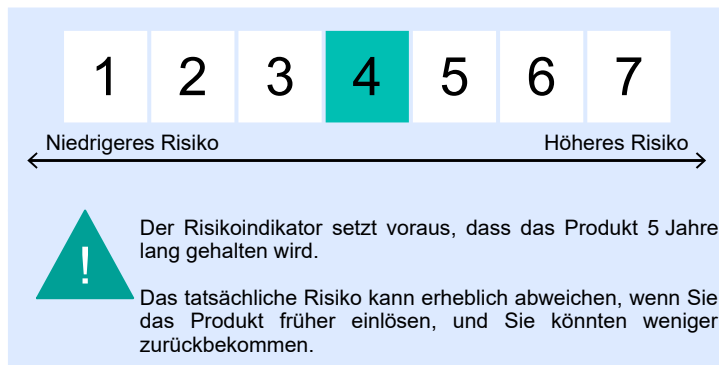 1 2 3 4 5 6 7
Niedrigeres Risiko Höheres Risiko
!
Der Risikoindikator setzt voraus, dass das Produkt 5 Jahre
lang gehalten wird.
Das tatsächliche Risiko kann erheblich abweichen, wenn Sie
das Produkt früher einlösen, und Sie könnten weniger
zurückbekommen.